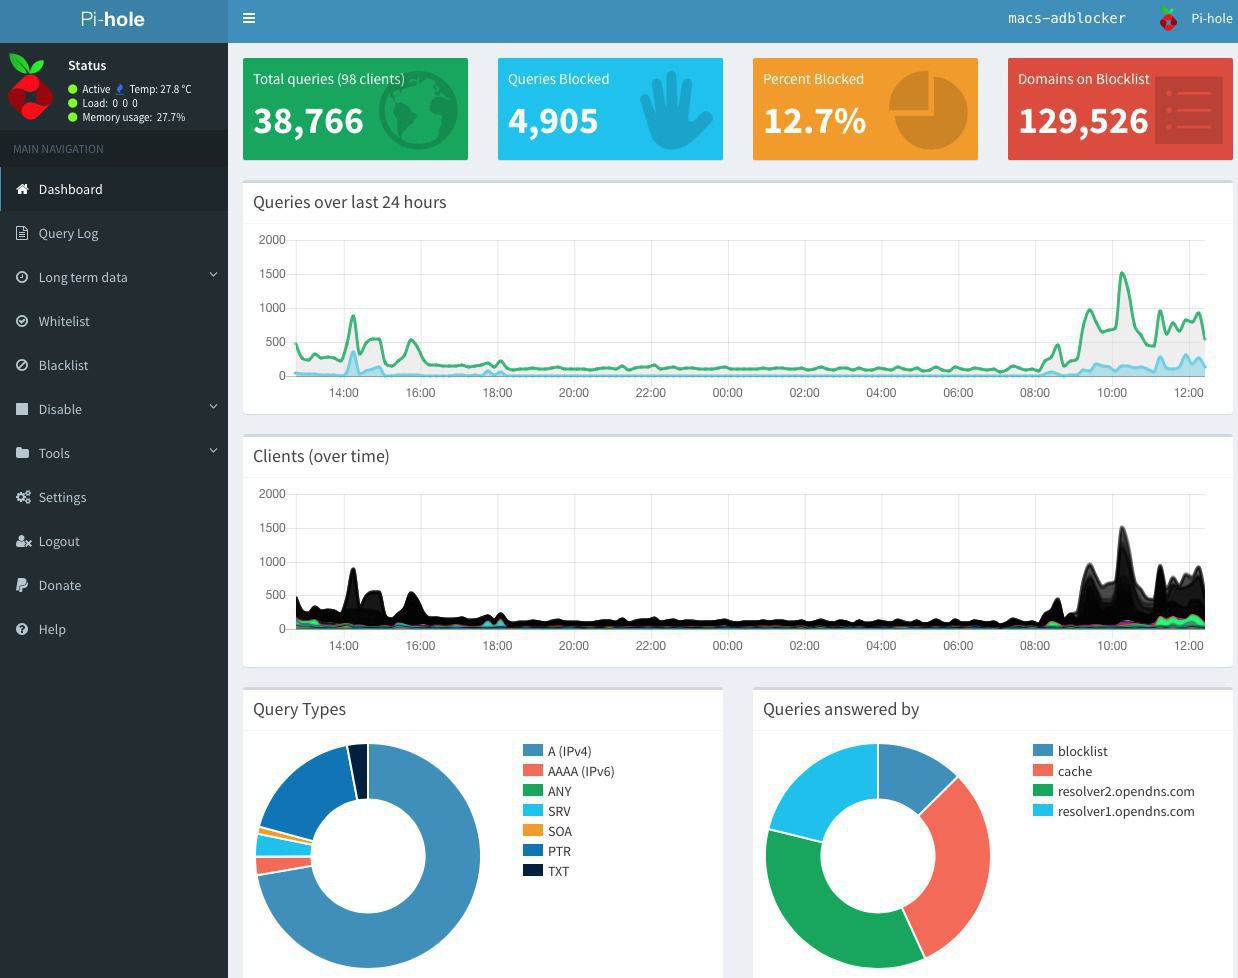 Pi-hole
macs-adblocker
Pi-hole
Status
Active Temp: 27.8 °C
Load: 0 0 0
Memory usage: 27.7%
MAIN NAVIGATION
Dashboard
Query Log
Long term data
Whitelist
Blacklist
Disable
Tools
Settings
Logout
Donate
Help
Total queries (98 clients)
38,766
Queries Blocked
4,905
Percent Blocked
12.7%
Domains on Blocklist
129,526
Queries over last 24 hours
2000
1500
1000
500
0
14:00 16:00 18:00 20:00 22:00 00:00 02:00 04:00 06:00 08:00 10:00 12:00
Clients (over time)
2000
1500
1000
500
0
14:00 16:00 18:00 20:00 22:00 00:00 02:00 04:00 06:00 08:00 10:00 12:00
Query Types
A (IPv4)
AAAA (IPv6)
ANY
SRV
SOA
PTR
TXT
Queries answered by
blocklist
cache
resolver2.opendns.com
resolver1.opendns.com